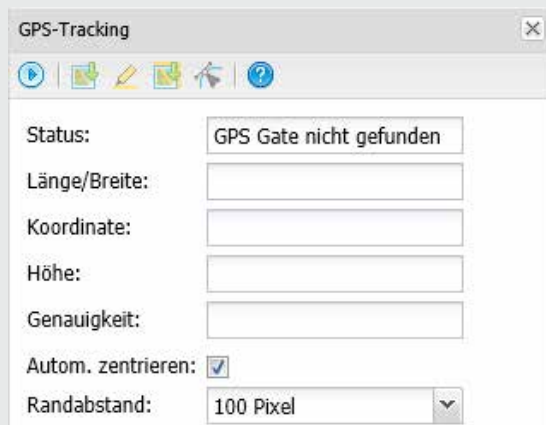 GPS-Tracking
Status: GPS Gate nicht gefunden
Länge/Breite:
Koordinate:
Höhe:
Genauigkeit:
Autom. zentrieren:
Randabstand: 100 Pixel